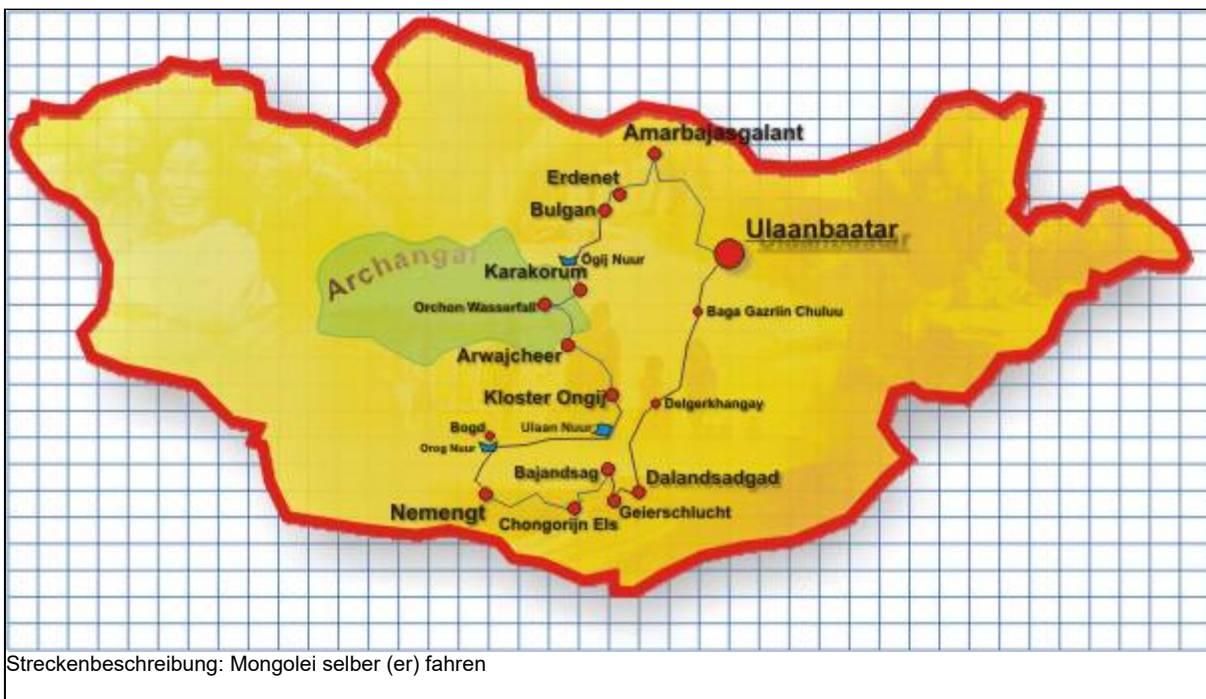 Amarbajasgalant
Erdenet
Bulgan
Ulaanbaatar
Archangai
Ögij Nuur
Karakorum
Orchon Wasserfall
Baga Gazriin Chuluu
Arwajcheer
Kloster Ongij
Delgerkhangay
Bogd
Ulaan Nuur
Orog Nuur
Bajandsag
Dalandsadgad
Nemengt
Geierschlucht
Chongorijn Els
Streckenbeschreibung: Mongolei selber (er) fahren